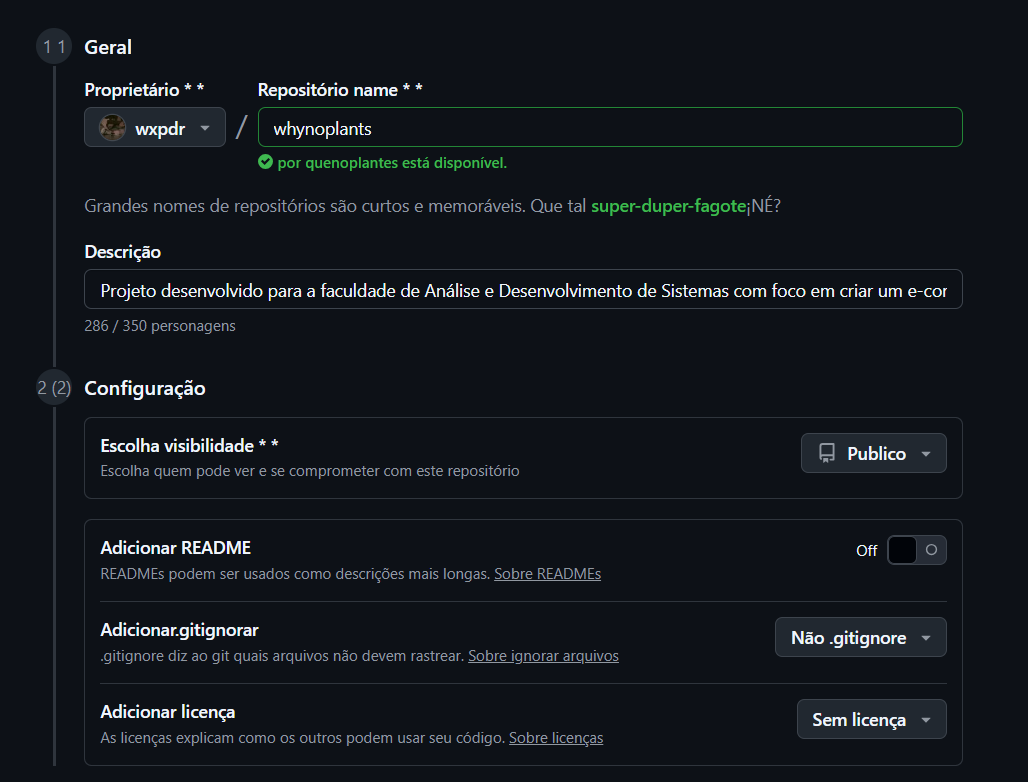 1 1 Geral
Proprietário * * Repositório name * *
wxpdr / whynoplants
por quenoplantes está disponível.
Grandes nomes de repositórios são curtos e memoráveis. Que tal super-duper-fagote¡NÉ?
Descrição
Projeto desenvolvido para a faculdade de Análise e Desenvolvimento de Sistemas com foco em criar um e-cor
286 / 350 personagens
2 (2) Configuração
Escolha visibilidade * *
Escolha quem pode ver e se comprometer com este repositório
Publico
Adicionar README
READMEs podem ser usados como descrições mais longas. Sobre READMEs
Off
Adicionar.gitignorar
.gitignore diz ao git quais arquivos não devem rastrear. Sobre ignorar arquivos
Não .gitignore
Adicionar licença
As licenças explicam como os outros podem usar seu código. Sobre licenças
Sem licença